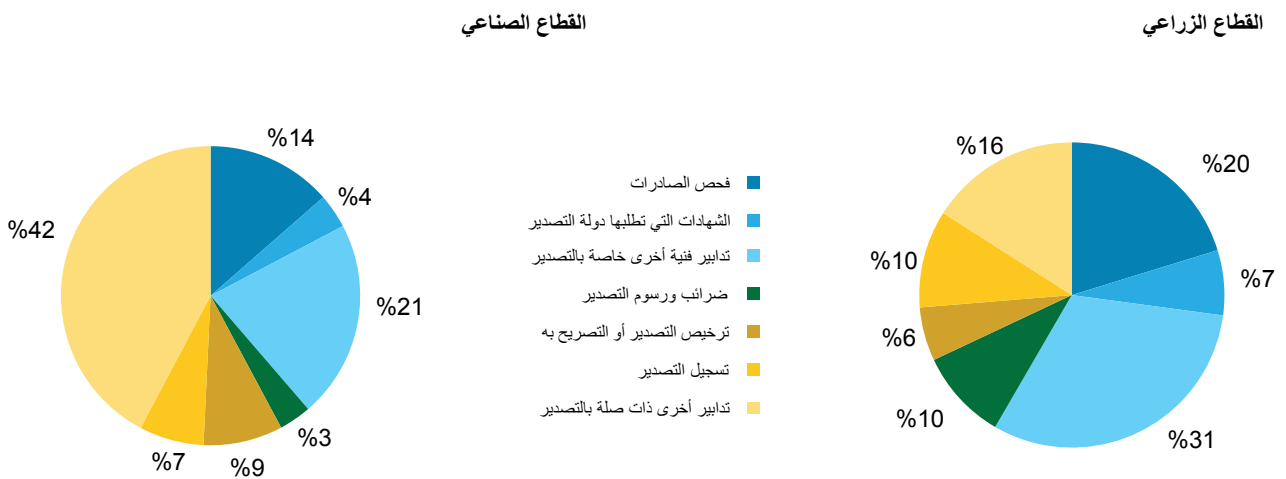 القطاع الزراعي
%20
%7
%31
%10
%6
%10
%16
فحص الصادرات
الشهادات التي تطلبها دولة التصدير
تدابير فنية أخرى خاصة بالتصدير
ضرائب ورسوم التصدير
ترخيص التصدير أو التصريح به
تسجيل التصدير
تدابير أخرى ذات صلة بالتصدير
القطاع الصناعي
%14
%4
%21
%3
%9
%7
%42